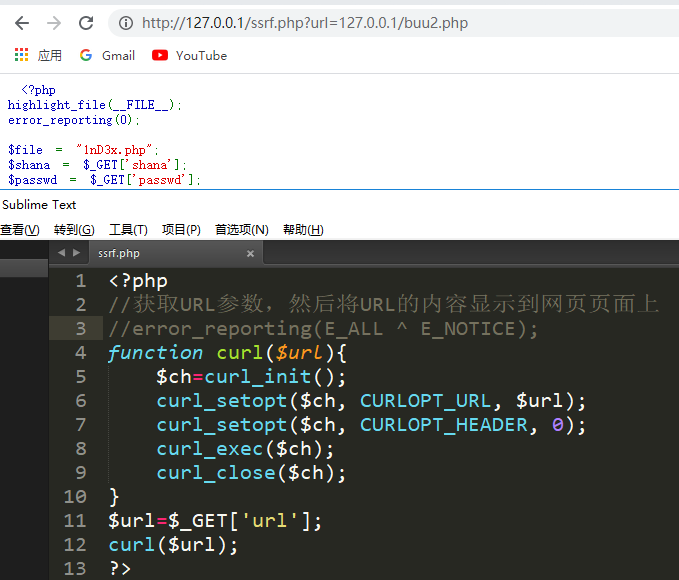 http://127.0.0.1/ssrf.php?url=127.0.0.1/buu2.php
应用 Gmail YouTube
<?php
highlight_file(__FILE__);
error_reporting(0);
$file = "1nD3x.php";
$shana = $_GET['shana'];
$passwd = $_GET['passwd'];
Sublime Text
查看(V) 转到(G) 工具(T) 项目(P) 首选项(N) 帮助(H)
ssrf.php ×
1 <?php
2 //获取URL参数，然后将URL的内容显示到网页页面上
3 //error_reporting(E_ALL ^ E_NOTICE);
4 function curl($url){
5 $ch=curl_init();
6 curl_setopt($ch, CURLOPT_URL, $url);
7 curl_setopt($ch, CURLOPT_HEADER, 0);
8 curl_exec($ch);
9 curl_close($ch);
10 }
11 $url=$_GET['url'];
12 curl($url);
13 ?>